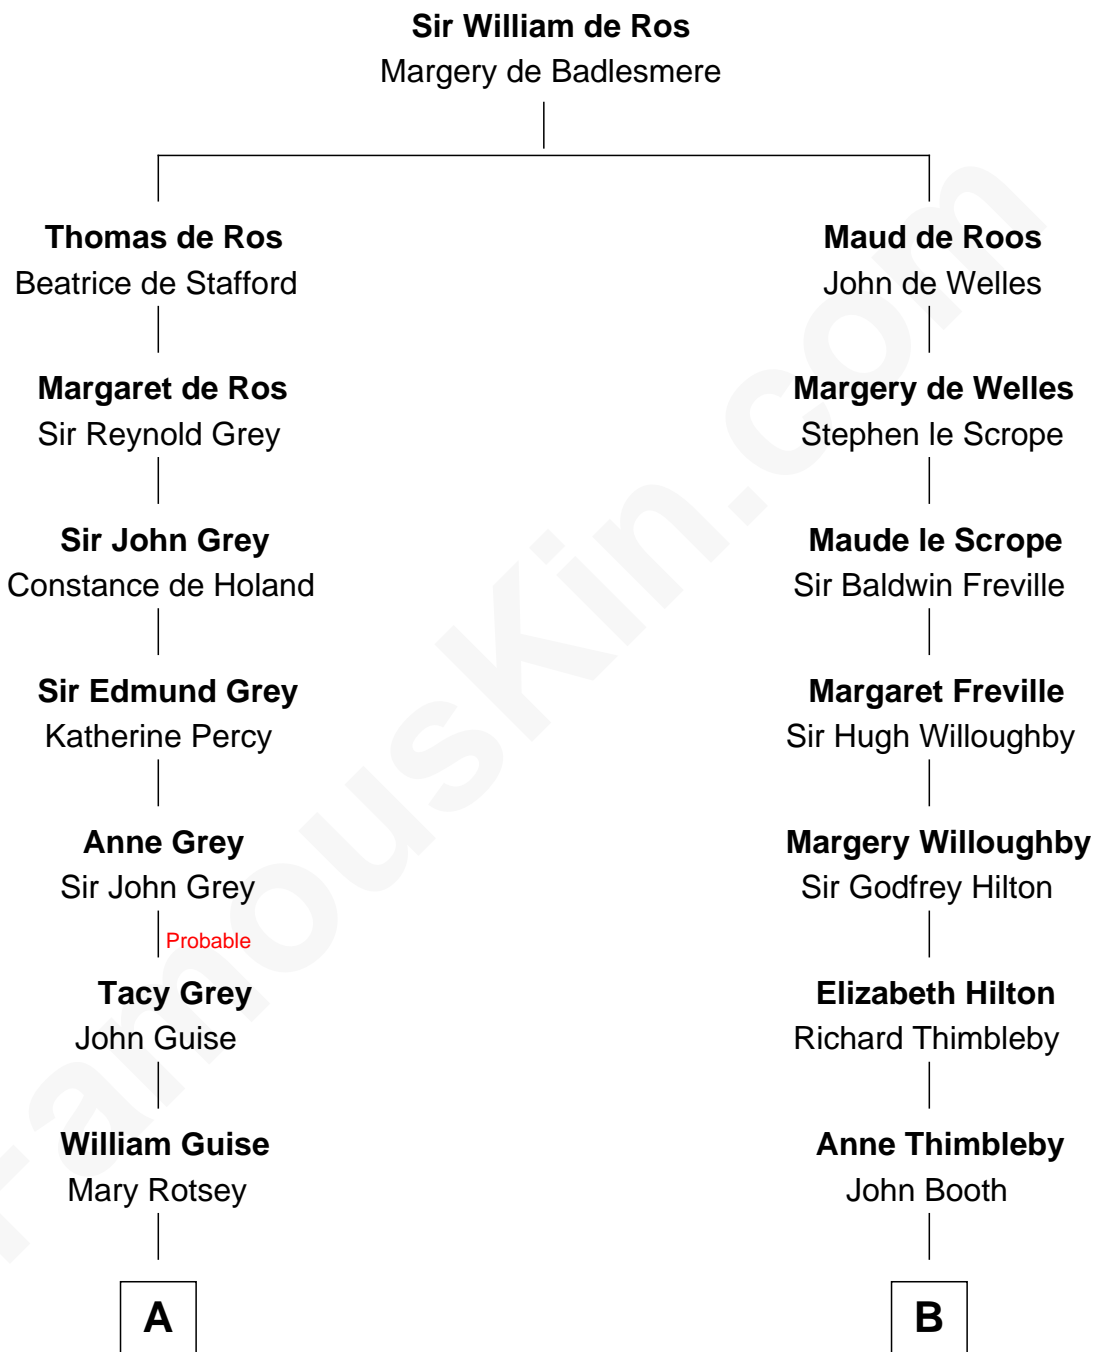 Sir William de Ros
Margery de Badlesmere
Thomas de Ros
Beatrice de Stafford
Margaret de Ros
Sir Reynold Grey
Sir John Grey
Constance de Holand
Sir Edmund Grey
Katherine Percy
Anne Grey
Sir John Grey
Probable
Tacy Grey
John Guise
William Guise
Mary Rotsey
A
Maud de Roos
John de Welles
Margery de Welles
Stephen le Scrope
Maude le Scrope
Sir Baldwin Freville
Margaret Freville
Sir Hugh Willoughby
Margery Willoughby
Sir Godfrey Hilton
Elizabeth Hilton
Richard Thimbleby
Anne Thimbleby
John Booth
B
FamousKin.com